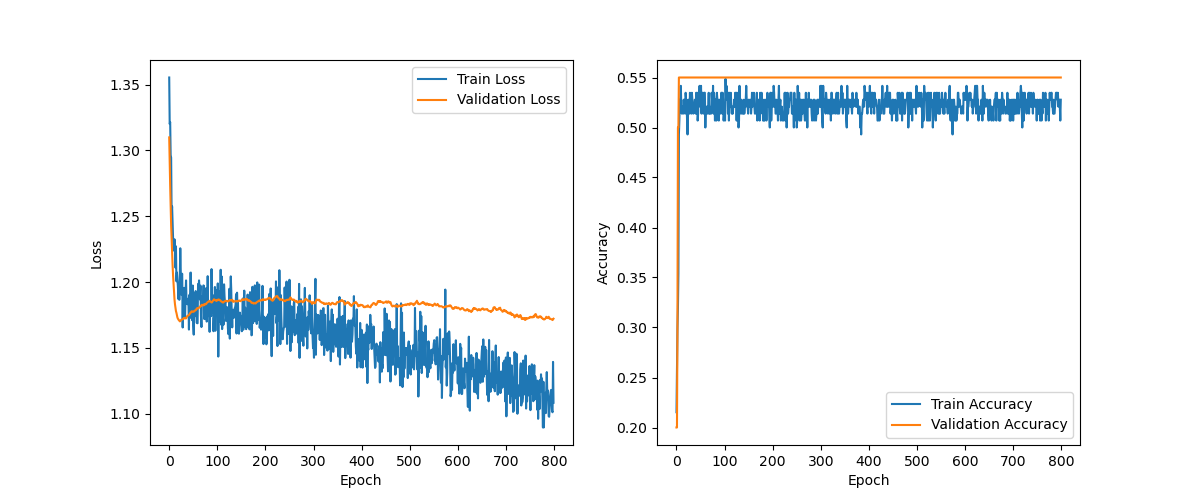 Train Loss
Validation Loss
1.35
1.30
1.25
1.20
1.15
1.10
Loss
0 100 200 300 400 500 600 700 800
Epoch
0.55
0.50
0.45
0.40
0.35
0.30
0.25
0.20
Accuracy
Train Accuracy
Validation Accuracy
0 100 200 300 400 500 600 700 800
Epoch